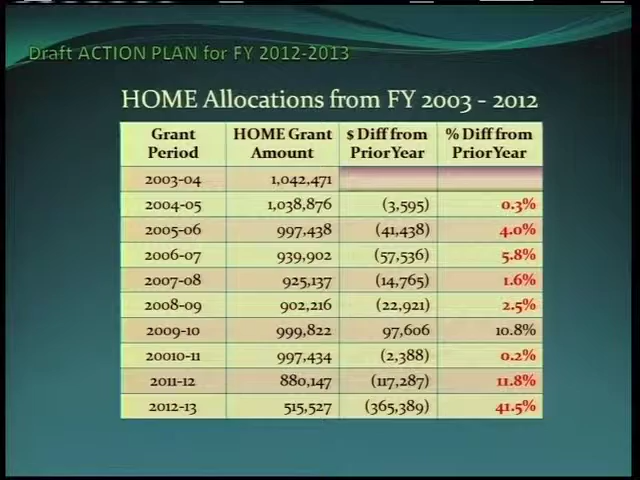 Draft ACTION PLAN for FY 2012-2013
HOME Allocations from FY 2003 - 2012
Grant Period HOME Grant Amount $ Diff from Prior Year % Diff from Prior Year
2003-04 1,042,471
2004-05 1,038,876 (3,595) 0.3%
2005-06 997,438 (41,438) 4.0%
2006-07 939,902 (57,536) 5.8%
2007-08 925,137 (14,765) 1.6%
2008-09 902,216 (22,921) 2.5%
2009-10 999,822 97,606 10.8%
20010-11 997,434 (2,388) 0.2%
2011-12 880,147 (117,287) 11.8%
2012-13 515,527 (365,389) 41.5%